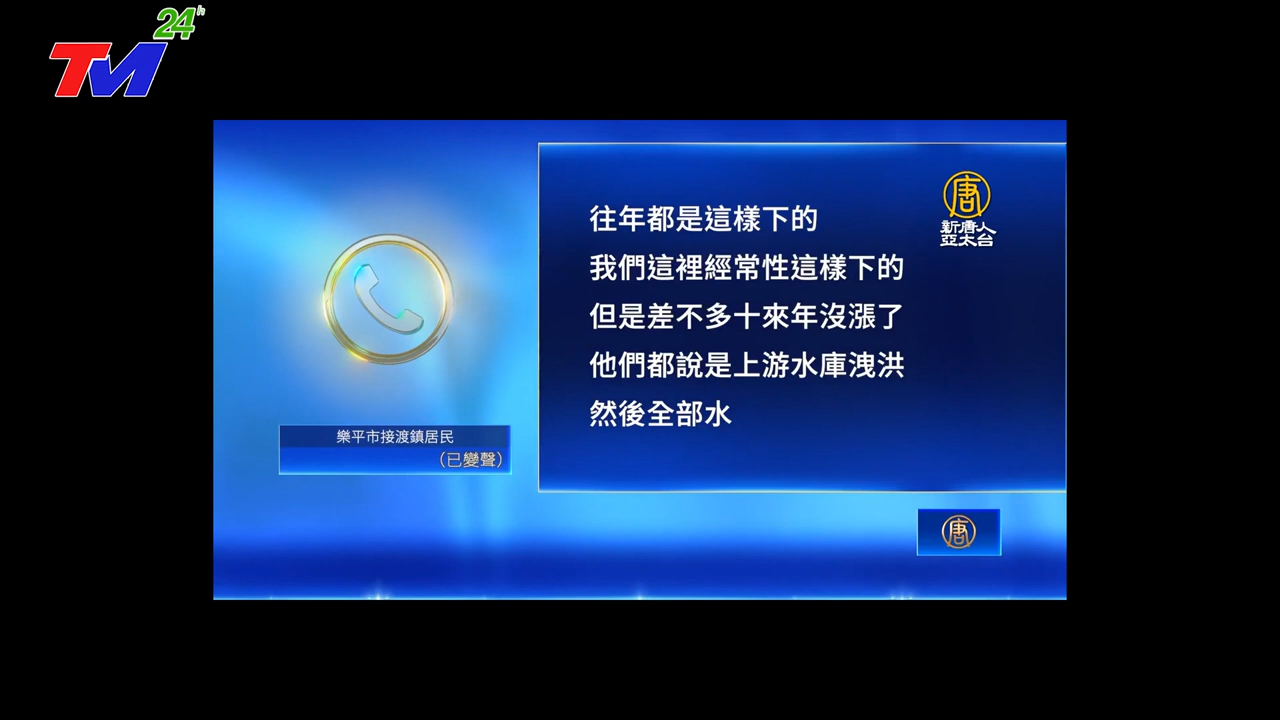 TM 24h
往年都是這樣下的
我們這裡經常性這樣下的
但是差不多十來年沒漲了
他們都說是上游水庫洩洪
然後全部水
唐
新唐人
亞太台
樂平市接渡鎮居民
（已變聲）
唐